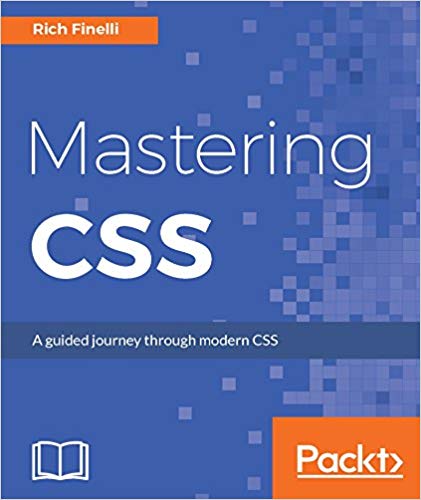 Rich Finelli
Mastering
CSS
A guided journey through modern CSS
Packt>